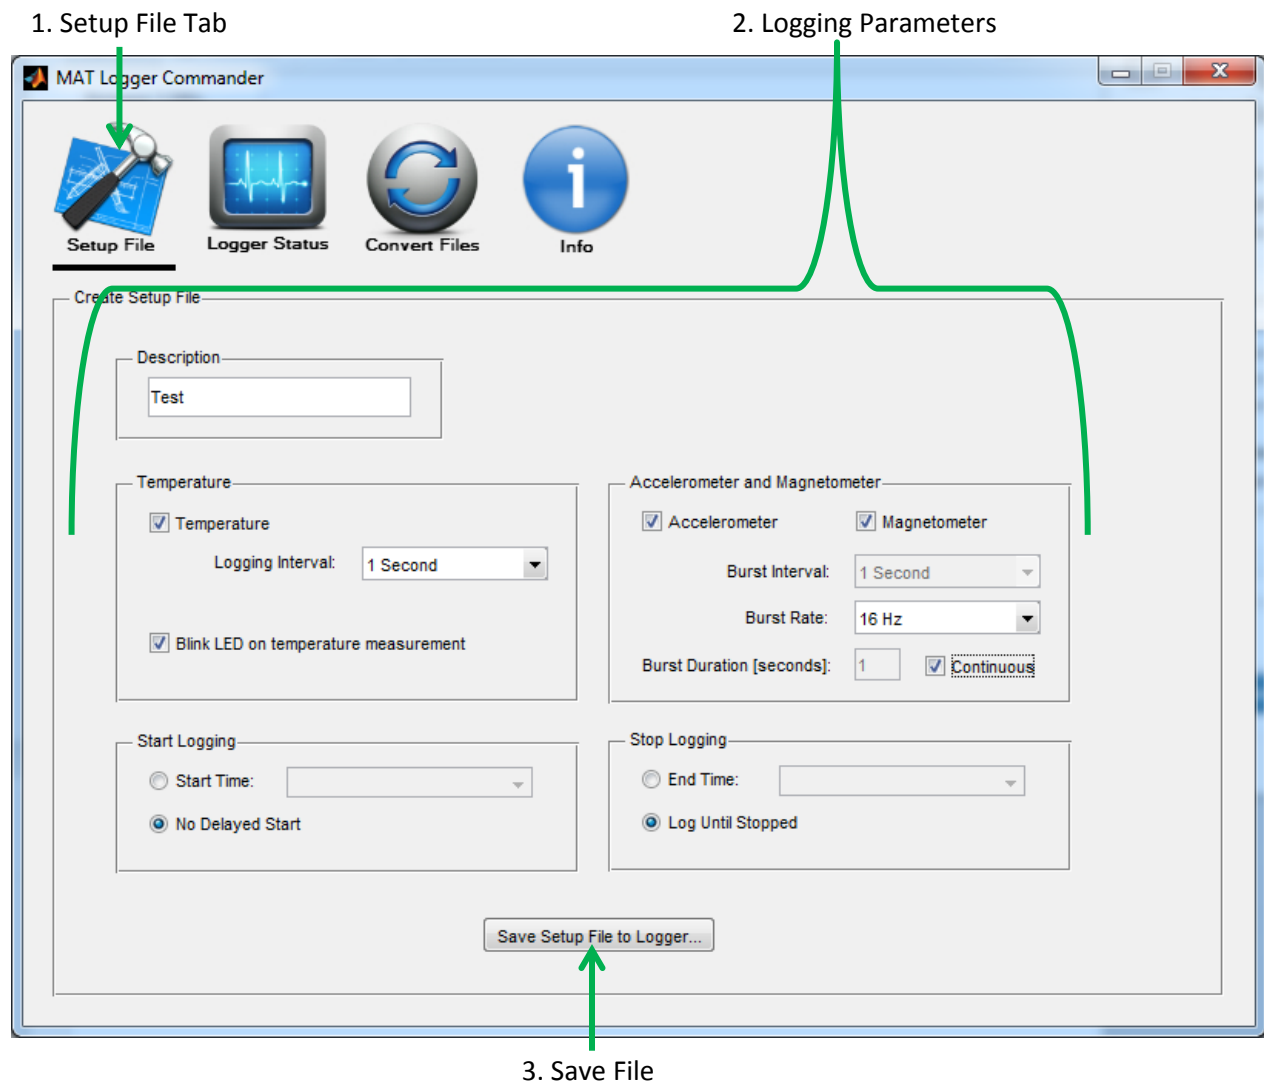 1. Setup File Tab
2. Logging Parameters
MAT Logger Commander
Setup File
Logger Status
Convert Files
Info
Create Setup File
Description
Test
Temperature
Temperature
Logging Interval: 1 Second
Blink LED on temperature measurement
Accelerometer and Magnetometer
Accelerometer
Magnetometer
Burst Interval: 1 Second
Burst Rate: 16 Hz
Burst Duration [seconds]: 1
Continuous
Start Logging
Start Time:
No Delayed Start
Stop Logging
End Time:
Log Until Stopped
Save Setup File to Logger...
3. Save File